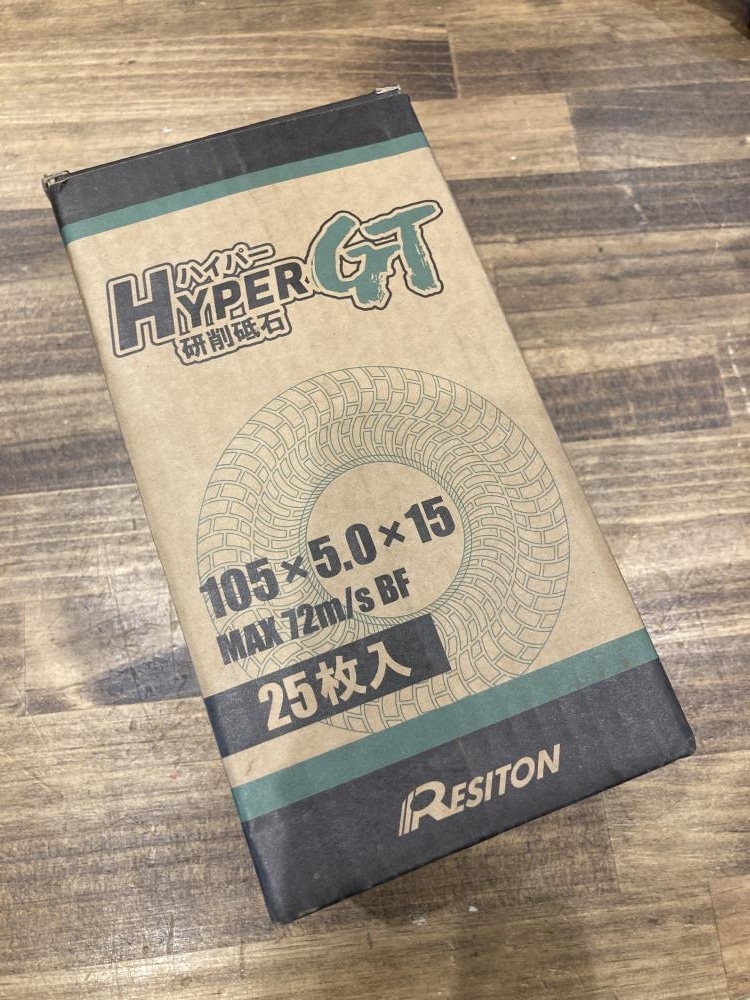 ハイパー
HYPER GT
研削砥石
105×5.0×15
MAX 72m/s BF
25枚入
RESITON